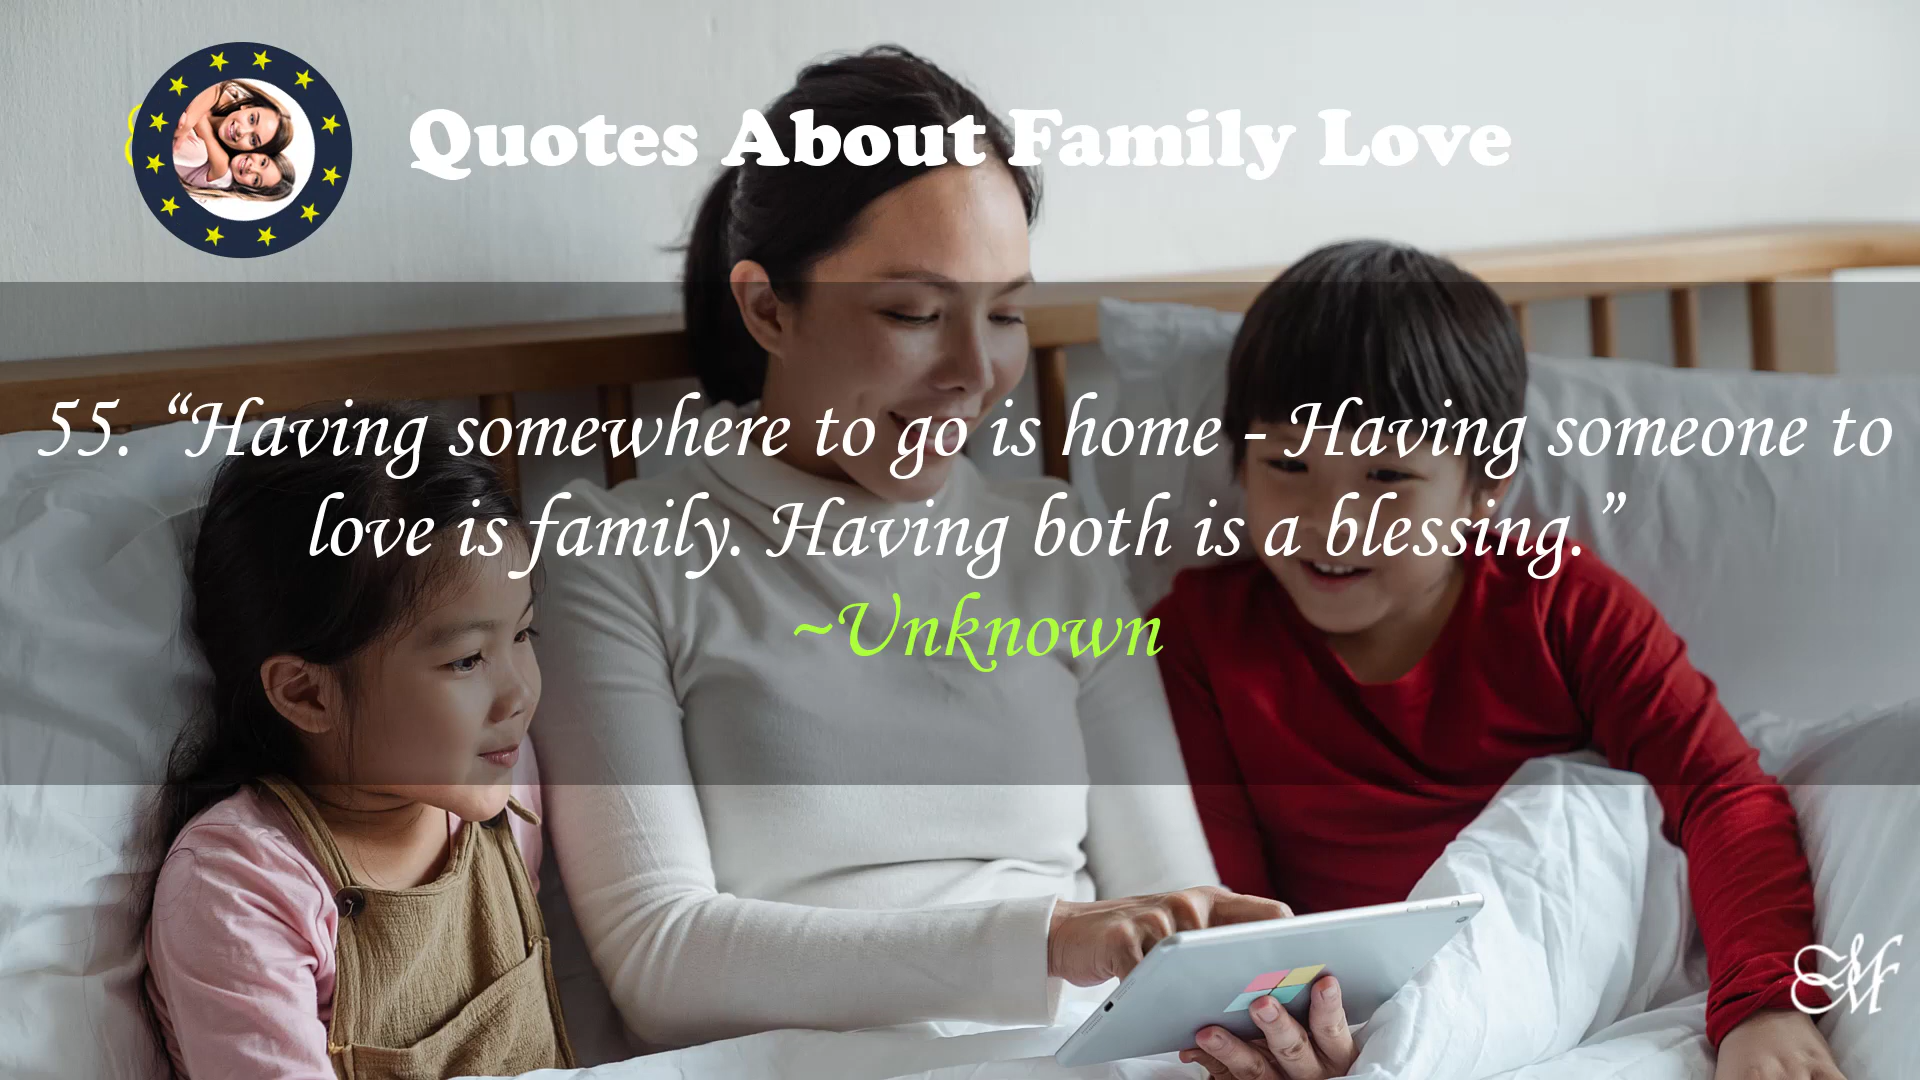 Quotes About Family Love
55. “Having somewhere to go is home - Having someone to
love is family. Having both is a blessing.”
~Unknown